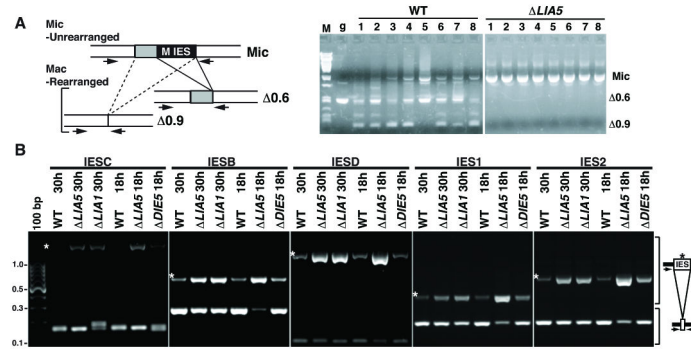 A
Mic
-Unrearranged
M IES
Mic
Mac
-Rearranged
Δ0.6
Δ0.9
WT
ΔLIA5
M g 1 2 3 4 5 6 7 8
1 2 3 4 5 6 7 8
Mic
Δ0.6
Δ0.9
B
IESC IESB IESD IES1 IES2
100 bp
WT 30h
ΔLIA5 30h
ΔLIA1 30h
WT 18h
ΔLIA5 18h
ΔDIE5 18h
WT 30h
ΔLIA5 30h
ΔLIA1 30h
WT 18h
ΔLIA5 18h
ΔDIE5 18h
WT 30h
ΔLIA5 30h
ΔLIA1 30h
WT 18h
ΔLIA5 18h
ΔDIE5 18h
WT 30h
ΔLIA5 30h
ΔLIA1 30h
WT 18h
ΔLIA5 18h
ΔDIE5 18h
WT 30h
ΔLIA5 30h
ΔLIA1 30h
WT 18h
ΔLIA5 18h
ΔDIE5 18h
*
*
*
*
*
1.0
0.5
0.3
0.1
*
IES